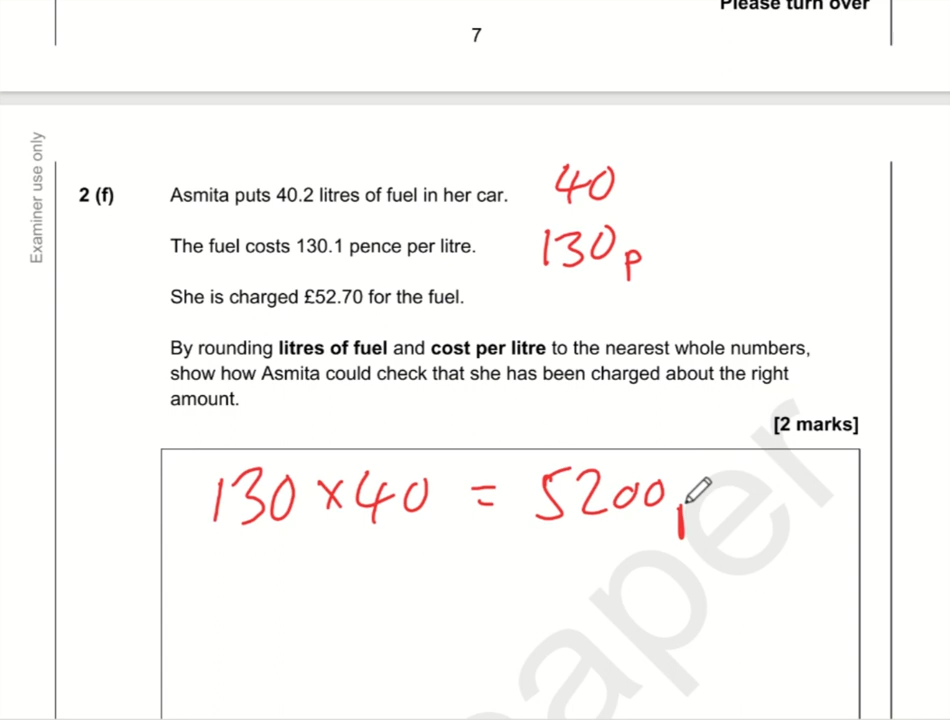 Please turn over
7
Examiner use only
2 (f) Asmita puts 40.2 litres of fuel in her car. 40
The fuel costs 130.1 pence per litre. 130p
She is charged £52.70 for the fuel.
By rounding litres of fuel and cost per litre to the nearest whole numbers,
show how Asmita could check that she has been charged about the right
amount.
[2 marks]
130 × 40 = 5200
aper